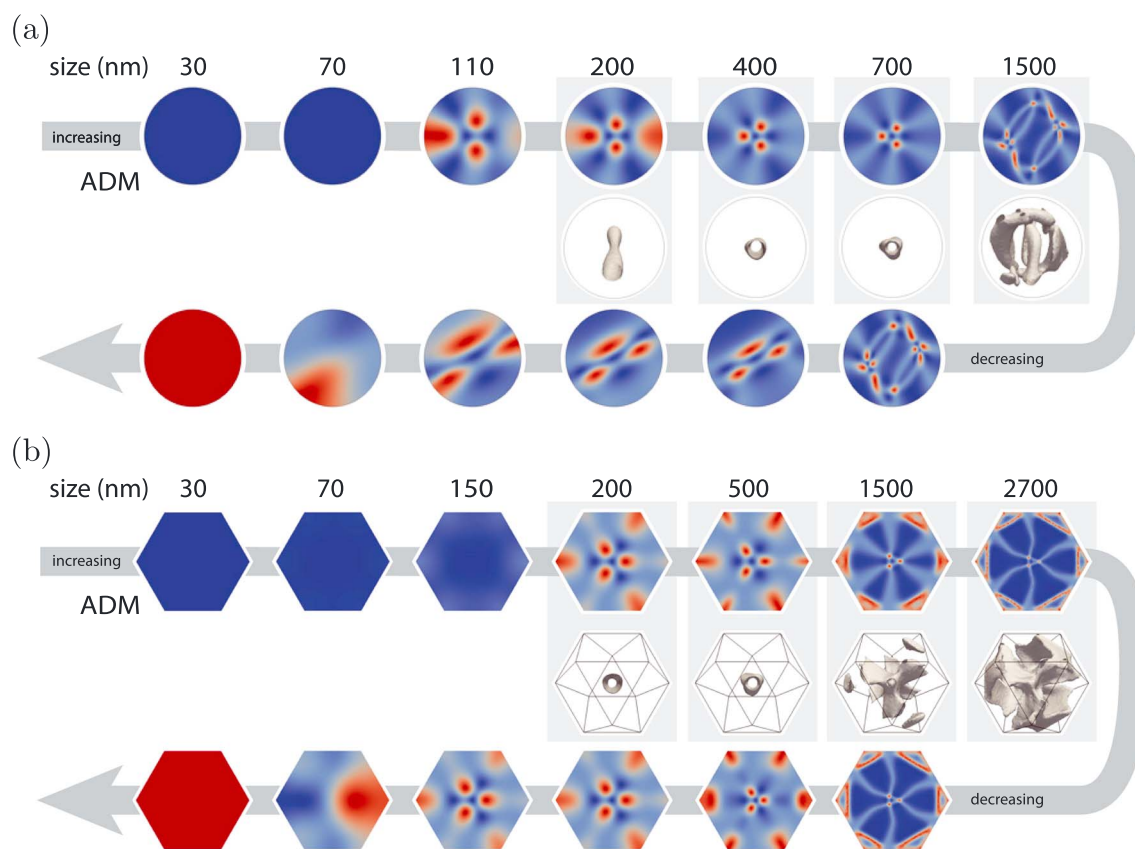 (a)
size (nm) 30 70 110 200 400 700 1500
increasing
ADM
decreasing
(b)
size (nm) 30 70 150 200 500 1500 2700
increasing
ADM
decreasing